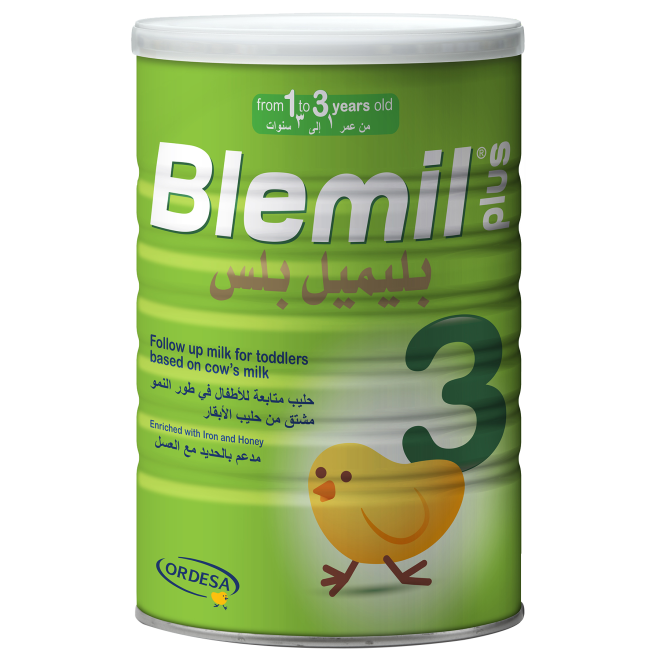 from 1 to 3 years old
من عمر ١ إلى ٣ سنوات
Blemil® plus
بليميل بلس
3
Follow up milk for toddlers
based on cow's milk
حليب متابعة للأطفال في طور النمو
مشتق من حليب الأبقار
Enriched with Iron and Honey
مدعم بالحديد مع العسل
ORDESA